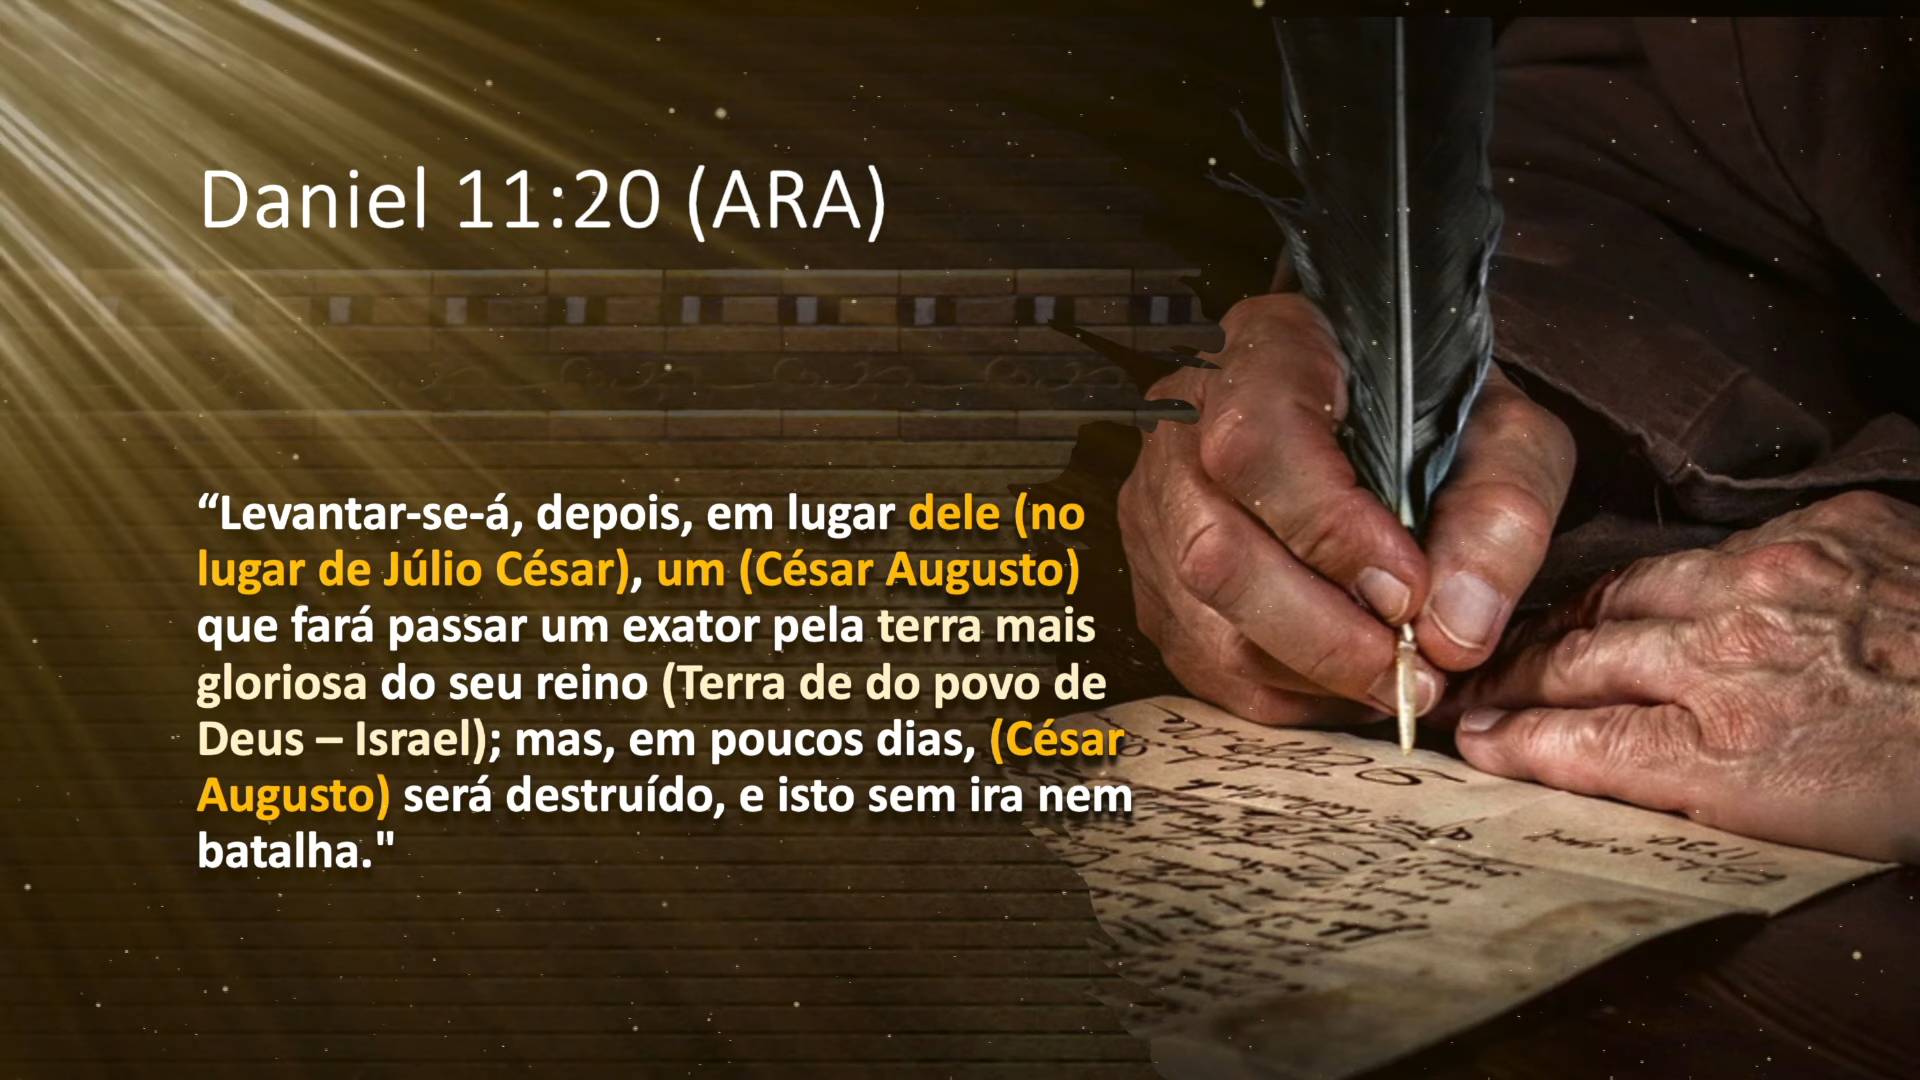 Daniel 11:20 (ARA)
“Levantar-se-á, depois, em lugar dele (no
lugar de Júlio César), um (César Augusto)
que fará passar um exator pela terra mais
gloriosa do seu reino (Terra de do povo de
Deus – Israel); mas, em poucos dias, (César
Augusto) será destruído, e isto sem ira nem
batalha."